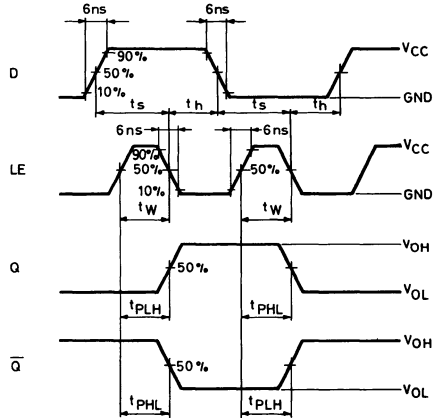 6ns 6ns
D 90% VCC
50%
10% GND
ts th ts th
6ns 6ns
LE 90% VCC
50% 50%
10% GND
tW tW
Q VOH
50%
VOL
tPLH tPHL
Q̅ VOH
50%
VOL
tPHL tPLH